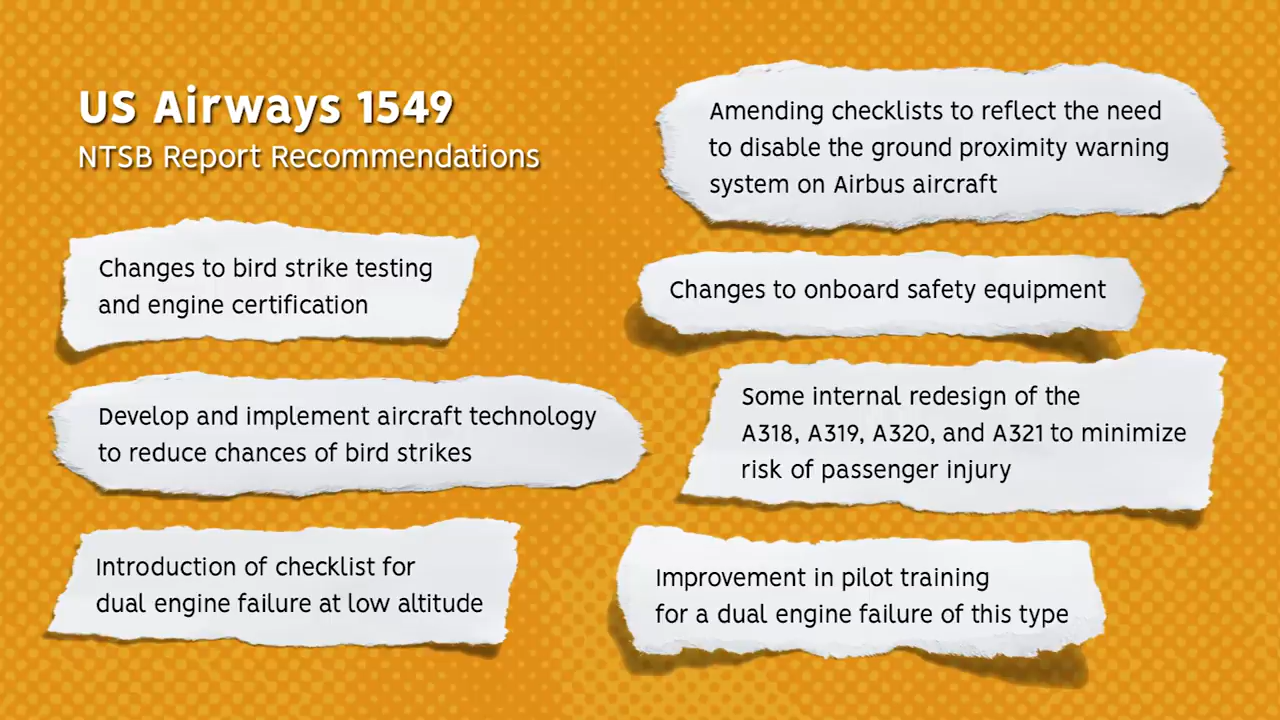 US Airways 1549
NTSB Report Recommendations
Changes to bird strike testing
and engine certification
Develop and implement aircraft technology
to reduce chances of bird strikes
Introduction of checklist for
dual engine failure at low altitude
Amending checklists to reflect the need
to disable the ground proximity warning
system on Airbus aircraft
Changes to onboard safety equipment
Some internal redesign of the
A318, A319, A320, and A321 to minimize
risk of passenger injury
Improvement in pilot training
for a dual engine failure of this type